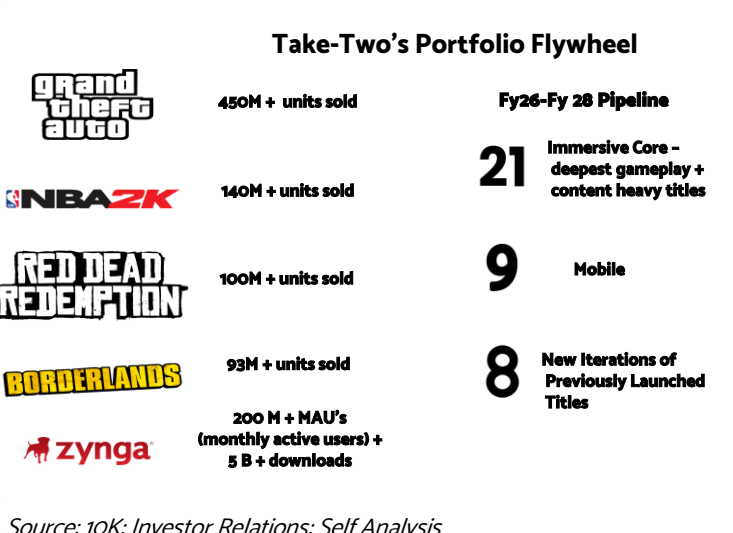 Take-Two's Portfolio Flywheel
grand
theft
auto
450M + units sold
NBA2K
140M + units sold
RED DEAD
REDEMPTION
100M + units sold
BORDERLANDS
93M + units sold
zynga
200 M + MAU's
(monthly active users) +
5 B + downloads
Fy26-Fy 28 Pipeline
21
Immersive Core –
deepest gameplay +
content heavy titles
9
Mobile
8
New Iterations of
Previously Launched
Titles
Source: 10K; Investor Relations; Self Analysis